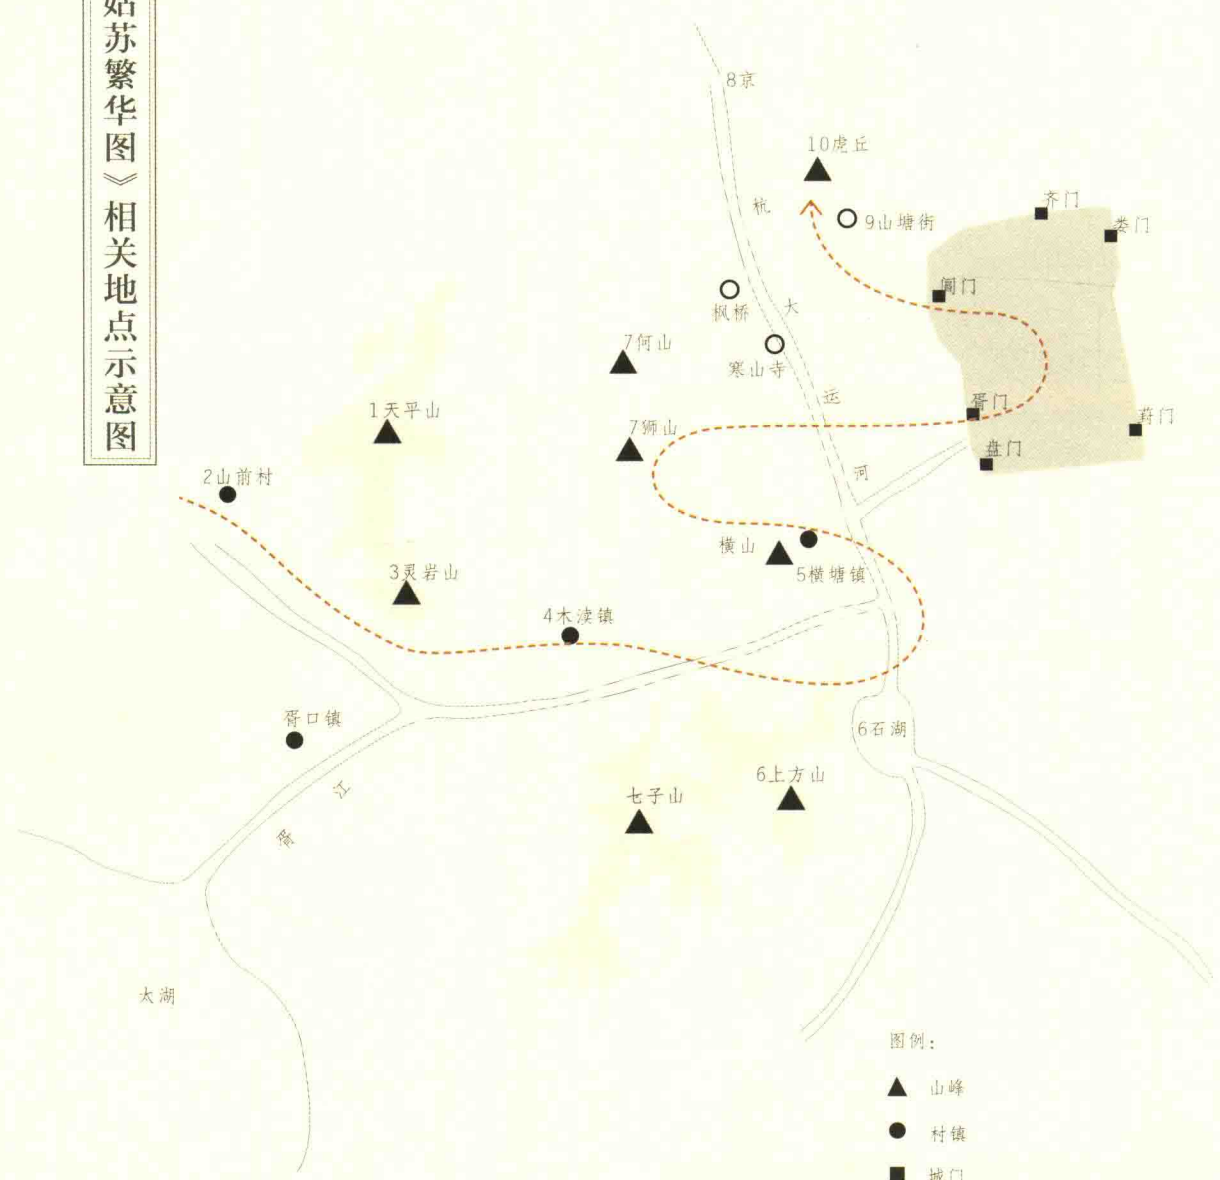 姑苏繁华图》相关地点示意图
8京
杭
大
运
河
10虎丘
9山塘街
齐门
娄门
阊门
枫桥
寒山寺
7何山
7狮山
胥门
葑门
盘门
1天平山
2山前村
横山
5横塘镇
3灵岩山
4木渎镇
胥口镇
6石湖
6上方山
七子山
江
胥
太湖
图例：
山峰
村镇
城门